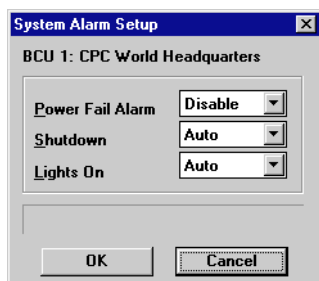 System Alarm Setup
BCU 1: CPC World Headquarters
Power Fail Alarm Disable
Shutdown Auto
Lights On Auto
OK Cancel